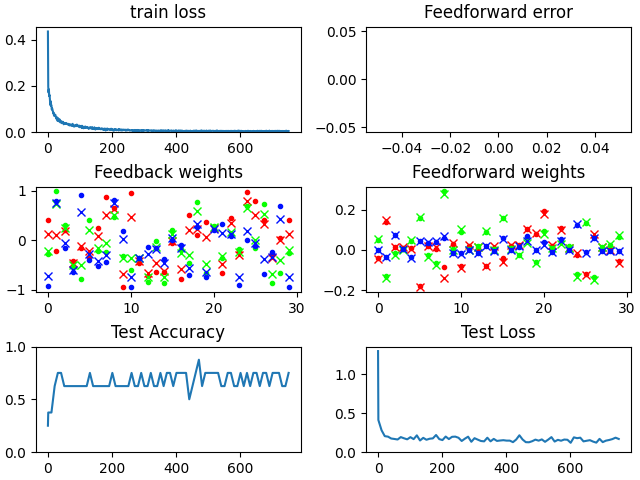 train loss
Feedforward error
0.4
0.2
0.0
0 200 400 600
0.05
0.00
−0.05
−0.04 −0.02 0.00 0.02 0.04
Feedback weights
Feedforward weights
1
0
−1
0 10 20 30
0.2
0.0
−0.2
0 10 20 30
Test Accuracy
Test Loss
1.0
0.5
0.0
0 200 400 600
1.0
0.5
0.0
0 200 400 600